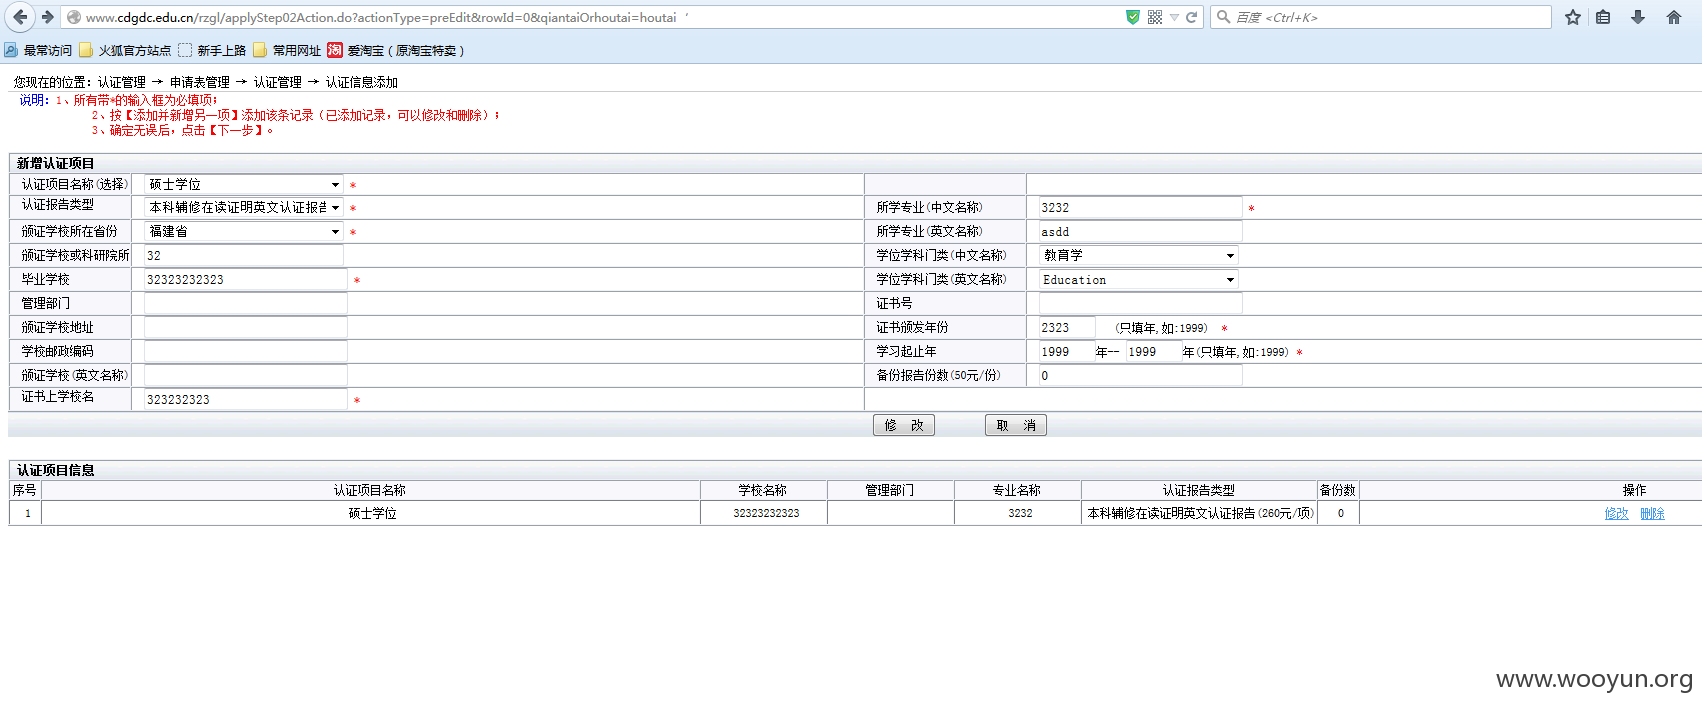 www.cdgdc.edu.cn/rzgl/applyStep02Action.do?actionType=preEdit&rowId=0&qiantaiOrhoutai=houtai '
百度 <Ctrl+K>
最常访问 火狐官方站点 新手上路 常用网址 淘 爱淘宝（原淘宝特卖）
您现在的位置：认证管理 → 申请表管理 → 认证管理 → 认证信息添加
说明：1、所有带*的输入框为必填项；
2、按【添加并新增另一项】添加该条记录（已添加记录，可以修改和删除）；
3、确定无误后，点击【下一步】。
新增认证项目
认证项目名称(选择) 硕士学位 *
认证报告类型 本科辅修在读证明英文认证报告 * 所学专业(中文名称) 3232 *
颁证学校所在省份 福建省 * 所学专业(英文名称) asdd
颁证学校或科研院所 32 学位学科门类(中文名称) 教育学
毕业学校 32323232323 * 学位学科门类(英文名称) Education
管理部门 证书号
颁证学校地址 证书颁发年份 2323 (只填年,如:1999) *
学校邮政编码 学习起止年 1999 年-- 1999 年(只填年,如:1999) *
颁证学校(英文名称) 备份报告份数(50元/份) 0
证书上学校名 323232323 *
修 改 取 消
认证项目信息
序号 认证项目名称 学校名称 管理部门 专业名称 认证报告类型 备份数 操作
1 硕士学位 32323232323 3232 本科辅修在读证明英文认证报告(260元/项) 0 修改 删除
www.wooyun.org